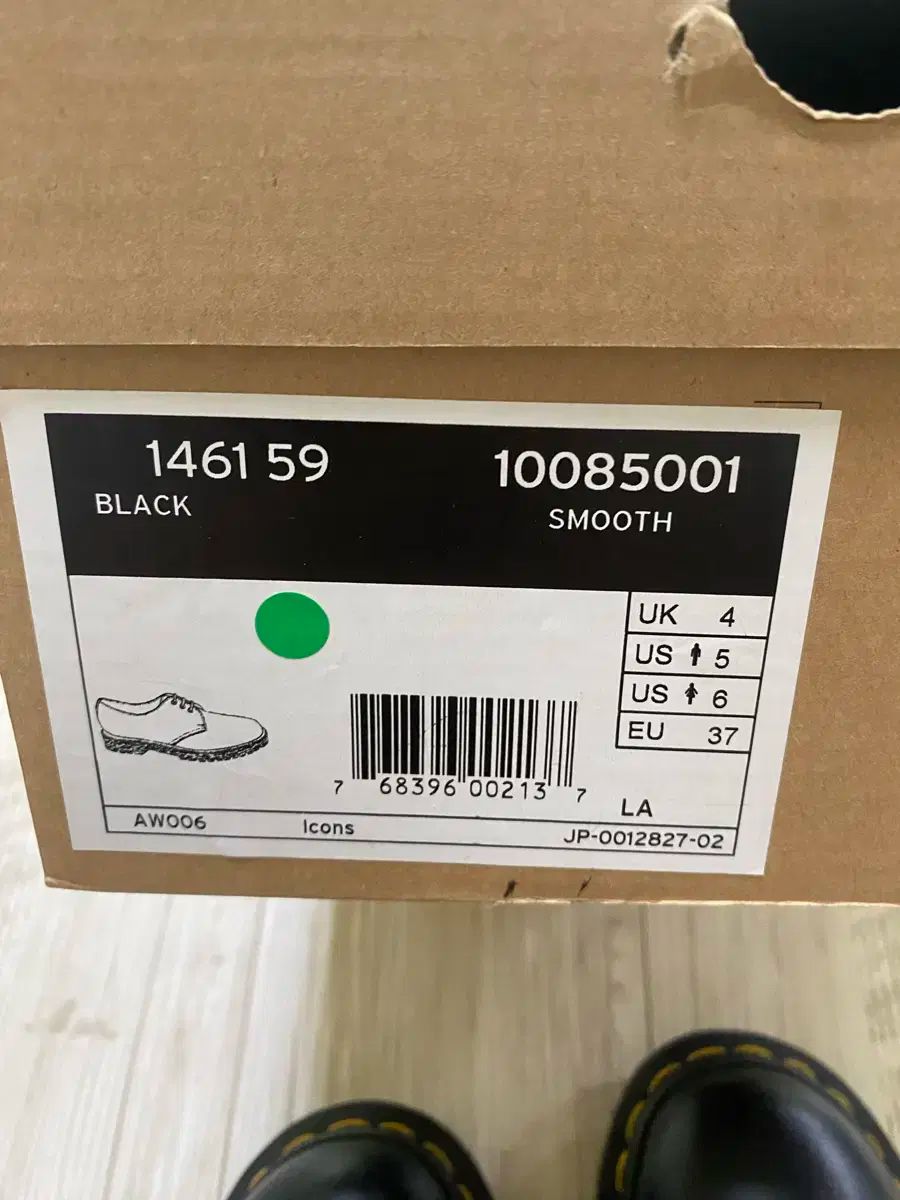 1461 59
BLACK
10085001
SMOOTH
UK 4
US 5
US 6
EU 37
7 68396 00213 7
LA
AW006 Icons JP-0012827-02